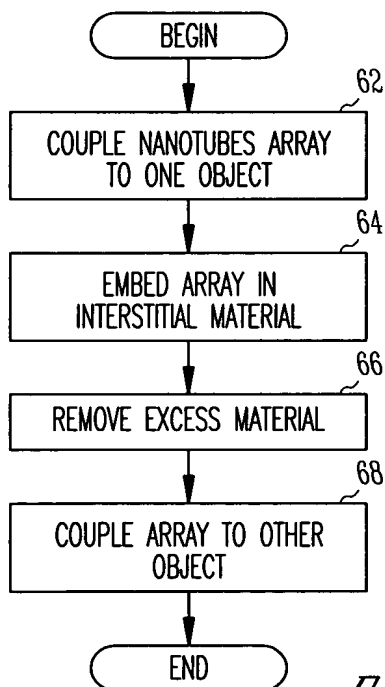 BEGIN
62
COUPLE NANOTUBES ARRAY
TO ONE OBJECT
64
EMBED ARRAY IN
INTERSTITIAL MATERIAL
66
REMOVE EXCESS MATERIAL
68
COUPLE ARRAY TO OTHER
OBJECT
END